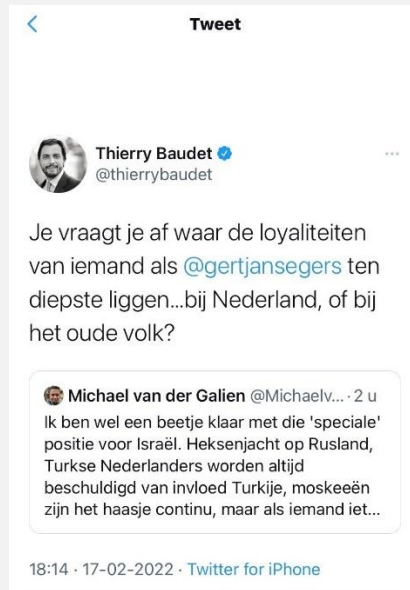 Tweet
Thierry Baudet
@thierrybaudet
Je vraagt je af waar de loyaliteiten
van iemand als @gertjansegers ten
diepste liggen...bij Nederland, of bij
het oude volk?
Michael van der Galien @Michaelv... · 2 u
Ik ben wel een beetje klaar met die 'speciale'
positie voor Israël. Heksenjacht op Rusland,
Turkse Nederlanders worden altijd
beschuldigd van invloed Turkije, moskeeën
zijn het haasje continu, maar als iemand iet...
18:14 · 17-02-2022 · Twitter for iPhone